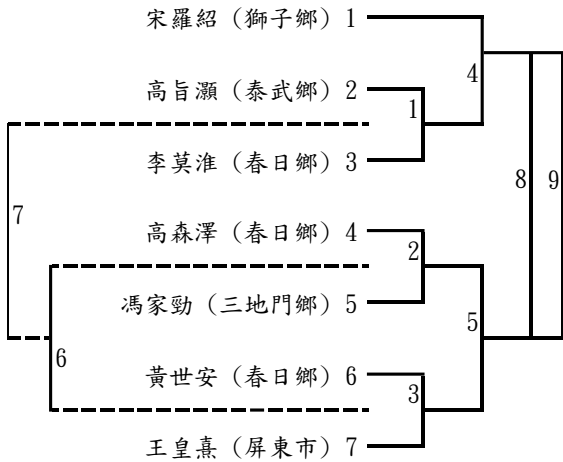 宋羅紹（獅子鄉）1
4
高旨灝（泰武鄉）2
1
李莫淮（春日鄉）3
8
9
7
高森澤（春日鄉）4
2
馮家勁（三地門鄉）5
5
6
黃世安（春日鄉）6
3
王皇熹（屏東市）7